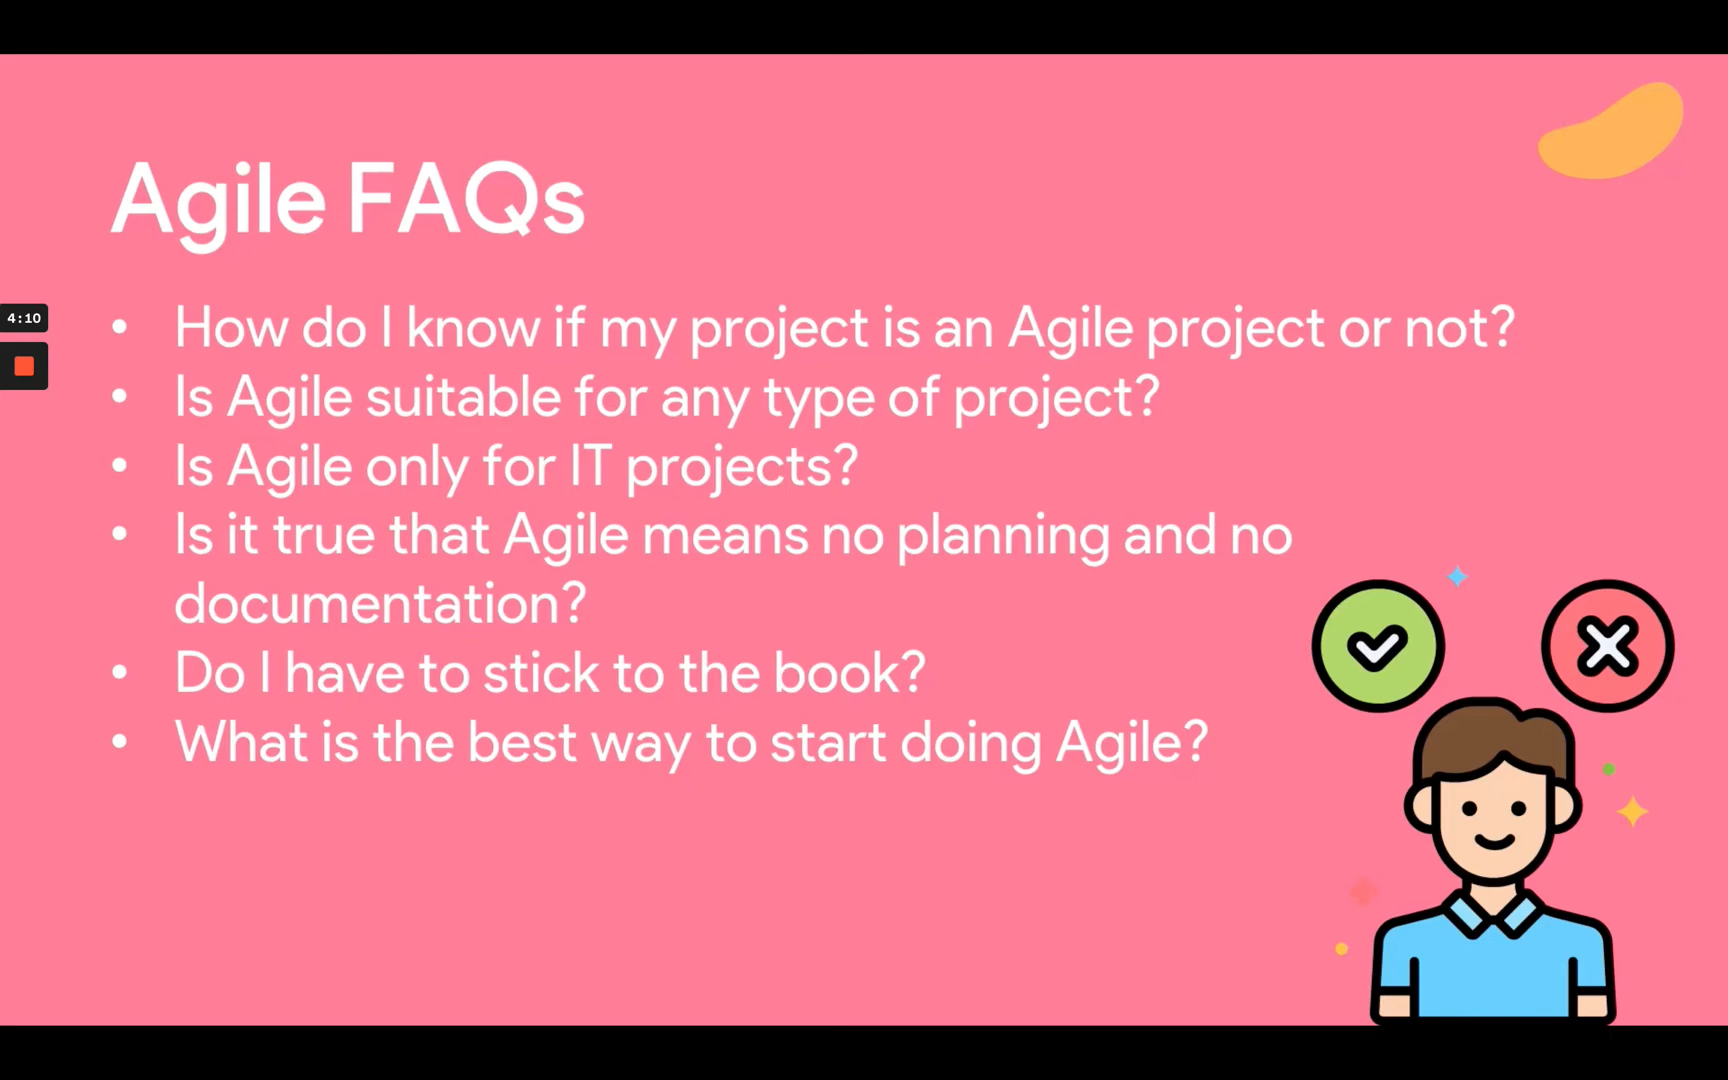 Agile FAQs
4:10
• How do I know if my project is an Agile project or not?
• Is Agile suitable for any type of project?
• Is Agile only for IT projects?
• Is it true that Agile means no planning and no
documentation?
• Do I have to stick to the book?
• What is the best way to start doing Agile?